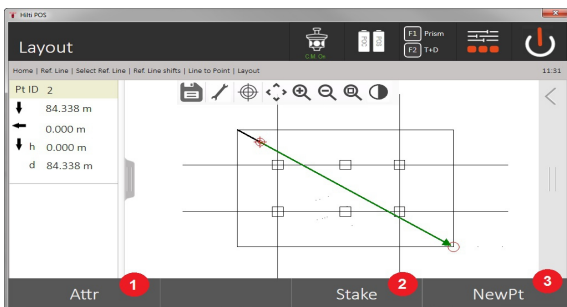 Hilti POS
Layout
C.M. On
POC
POS
F1 Prism
F2 T+D
Home | Ref. Line | Select Ref. Line | Ref. Line shifts | Line to Point | Layout
11:31
Pt ID 2
84.338 m
0.000 m
h 0.000 m
d 84.338 m
Attr
1
Stake
2
NewPt
3